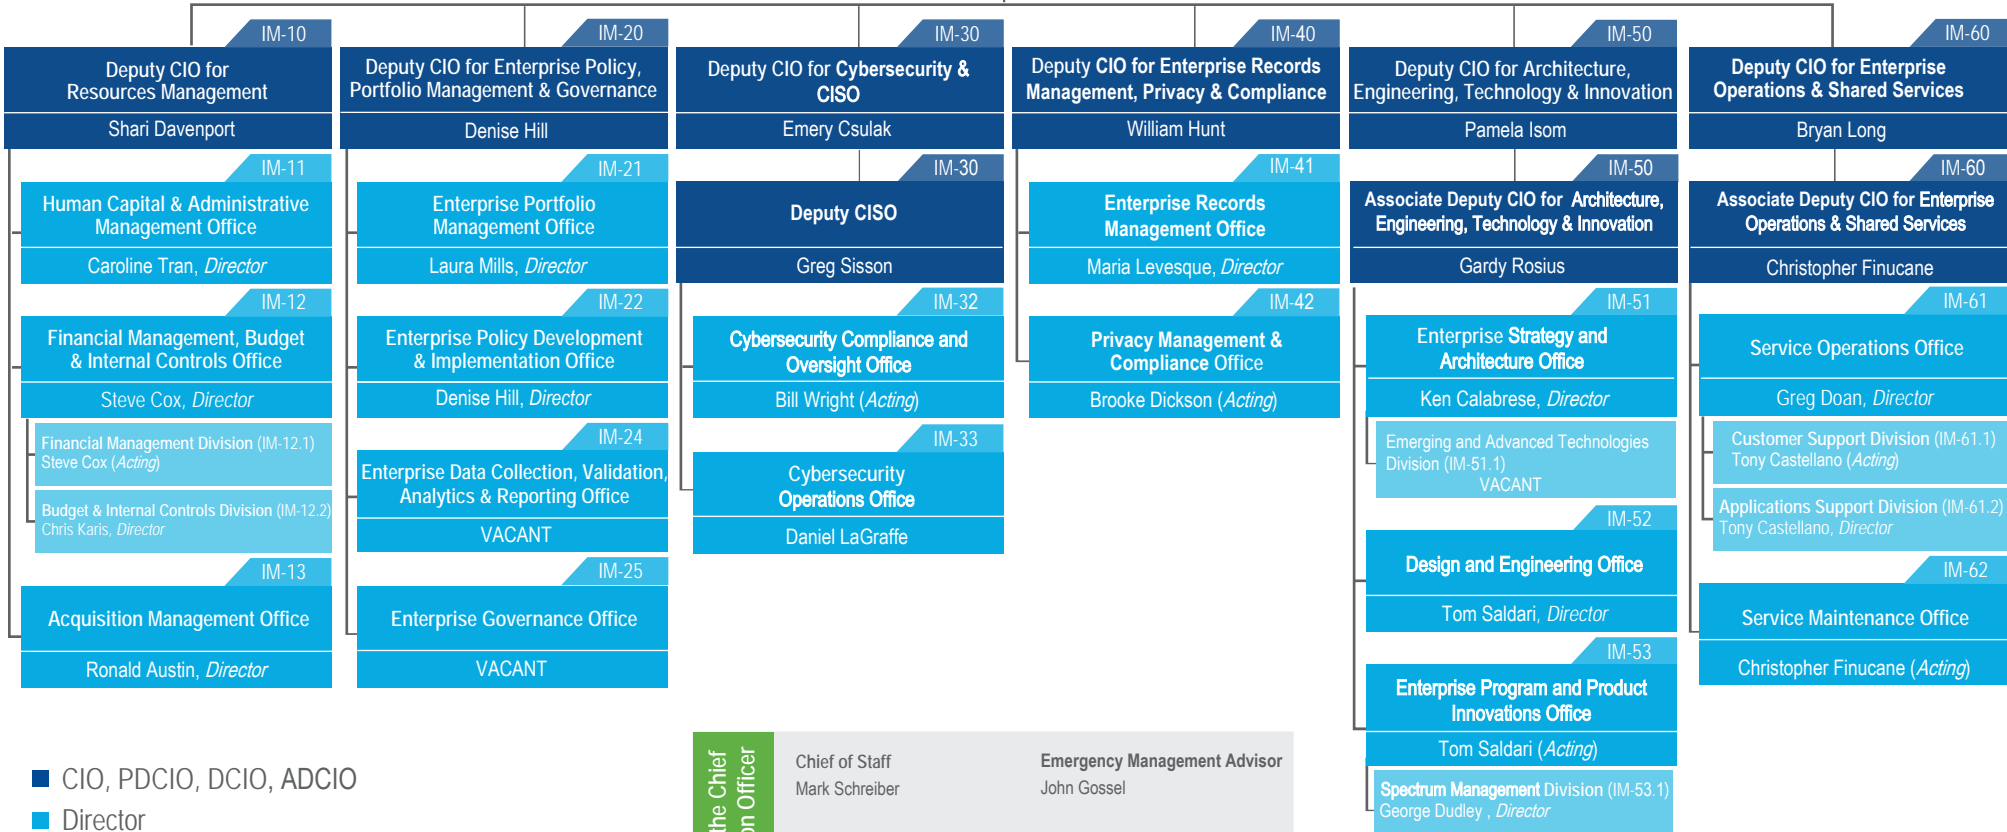 IM-10
Deputy CIO for
Resources Management
Shari Davenport
IM-11
Human Capital & Administrative
Management Office
Caroline Tran, Director
IM-12
Financial Management, Budget
& Internal Controls Office
Steve Cox, Director
Financial Management Division (IM-12.1)
Steve Cox (Acting)
Budget & Internal Controls Division (IM-12.2)
Chris Karis, Director
IM-13
Acquisition Management Office
Ronald Austin, Director
IM-20
Deputy CIO for Enterprise Policy,
Portfolio Management & Governance
Denise Hill
IM-21
Enterprise Portfolio
Management Office
Laura Mills, Director
IM-22
Enterprise Policy Development
& Implementation Office
Denise Hill, Director
IM-24
Enterprise Data Collection, Validation,
Analytics & Reporting Office
VACANT
IM-25
Enterprise Governance Office
VACANT
IM-30
Deputy CIO for Cybersecurity &
CISO
Emery Csulak
IM-30
Deputy CISO
Greg Sisson
IM-32
Cybersecurity Compliance and
Oversight Office
Bill Wright (Acting)
IM-33
Cybersecurity
Operations Office
Daniel LaGraffe
IM-40
Deputy CIO for Enterprise Records
Management, Privacy & Compliance
William Hunt
IM-41
Enterprise Records
Management Office
Maria Levesque, Director
IM-42
Privacy Management &
Compliance Office
Brooke Dickson (Acting)
IM-50
Deputy CIO for Architecture,
Engineering, Technology & Innovation
Pamela Isom
IM-50
Associate Deputy CIO for Architecture,
Engineering, Technology & Innovation
Gardy Rosius
IM-51
Enterprise Strategy and
Architecture Office
Ken Calabrese, Director
Emerging and Advanced Technologies
Division (IM-51.1)
VACANT
IM-52
Design and Engineering Office
Tom Saldari, Director
IM-53
Enterprise Program and Product
Innovations Office
Tom Saldari (Acting)
Spectrum Management Division (IM-53.1)
George Dudley , Director
IM-60
Deputy CIO for Enterprise
Operations & Shared Services
Bryan Long
IM-60
Associate Deputy CIO for Enterprise
Operations & Shared Services
Christopher Finucane
IM-61
Service Operations Office
Greg Doan, Director
Customer Support Division (IM-61.1)
Tony Castellano (Acting)
Applications Support Division (IM-61.2)
Tony Castellano, Director
IM-62
Service Maintenance Office
Christopher Finucane (Acting)
CIO, PDCIO, DCIO, ADCIO
Director
the Chief
on Officer
Chief of Staff
Mark Schreiber
Emergency Management Advisor
John Gossel